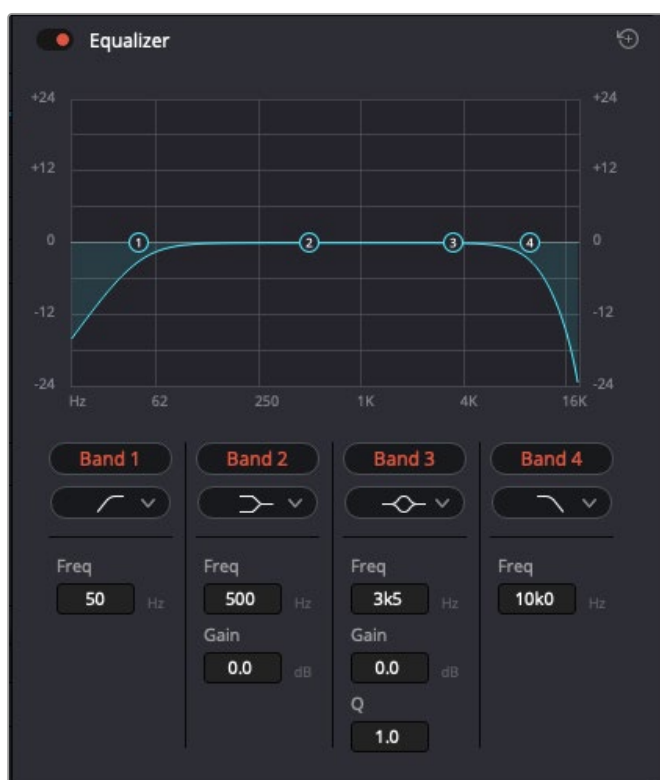 Equalizer
+24 +24
+12 +12
1 2 3 4
0 0
-12 -12
-24 -24
Hz 62 250 1K 4K 16K
Band 1 Band 2 Band 3 Band 4
Freq Freq Freq Freq
50 Hz 500 Hz 3k5 Hz 10k0 Hz
Gain Gain
0.0 dB 0.0 dB
Q
1.0